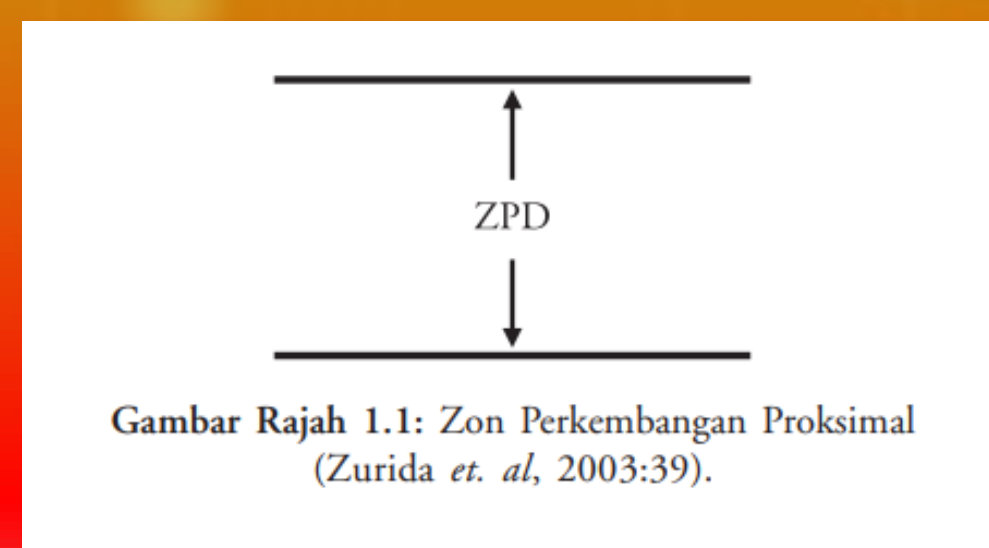 ZPD
Gambar Rajah 1.1: Zon Perkembangan Proksimal
(Zurida et. al, 2003:39).